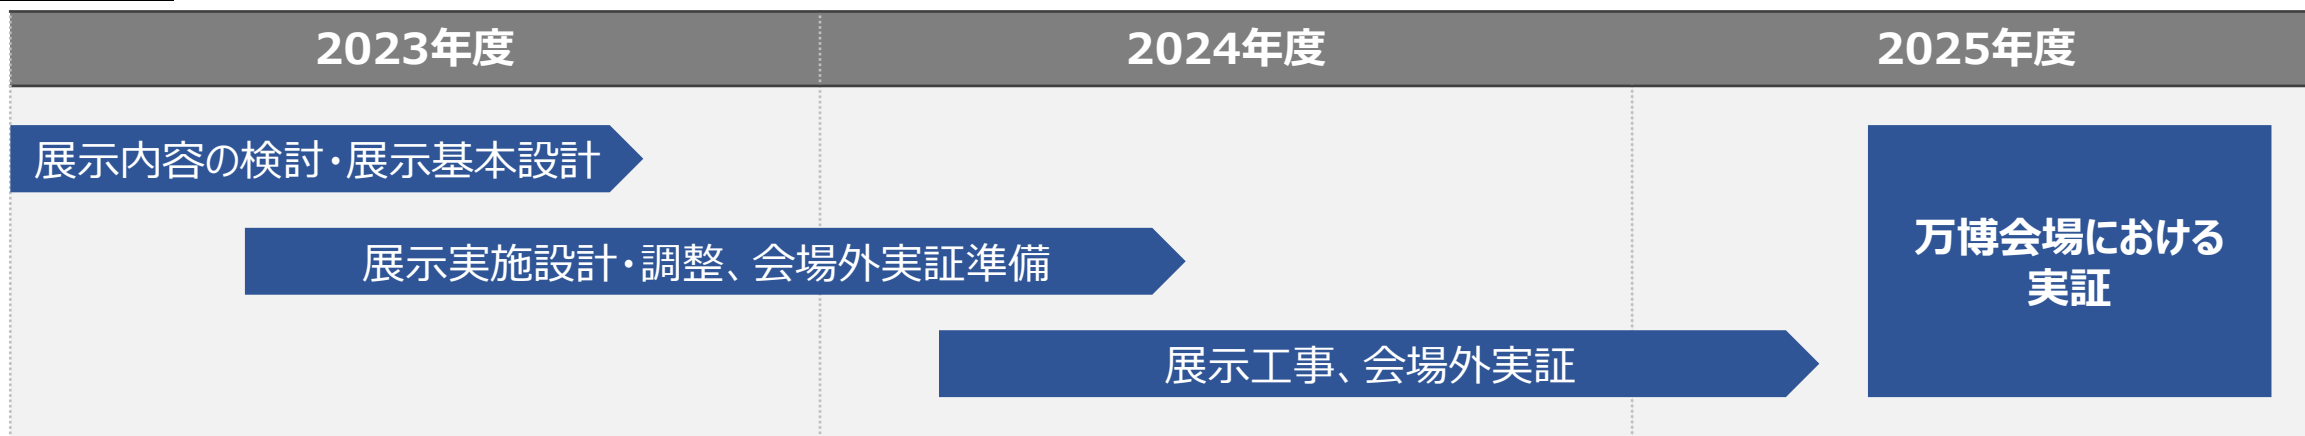 2023年度
2024年度
2025年度
展示内容の検討・展示基本設計
展示実施設計・調整、会場外実証準備
展示工事、会場外実証
万博会場における
実証